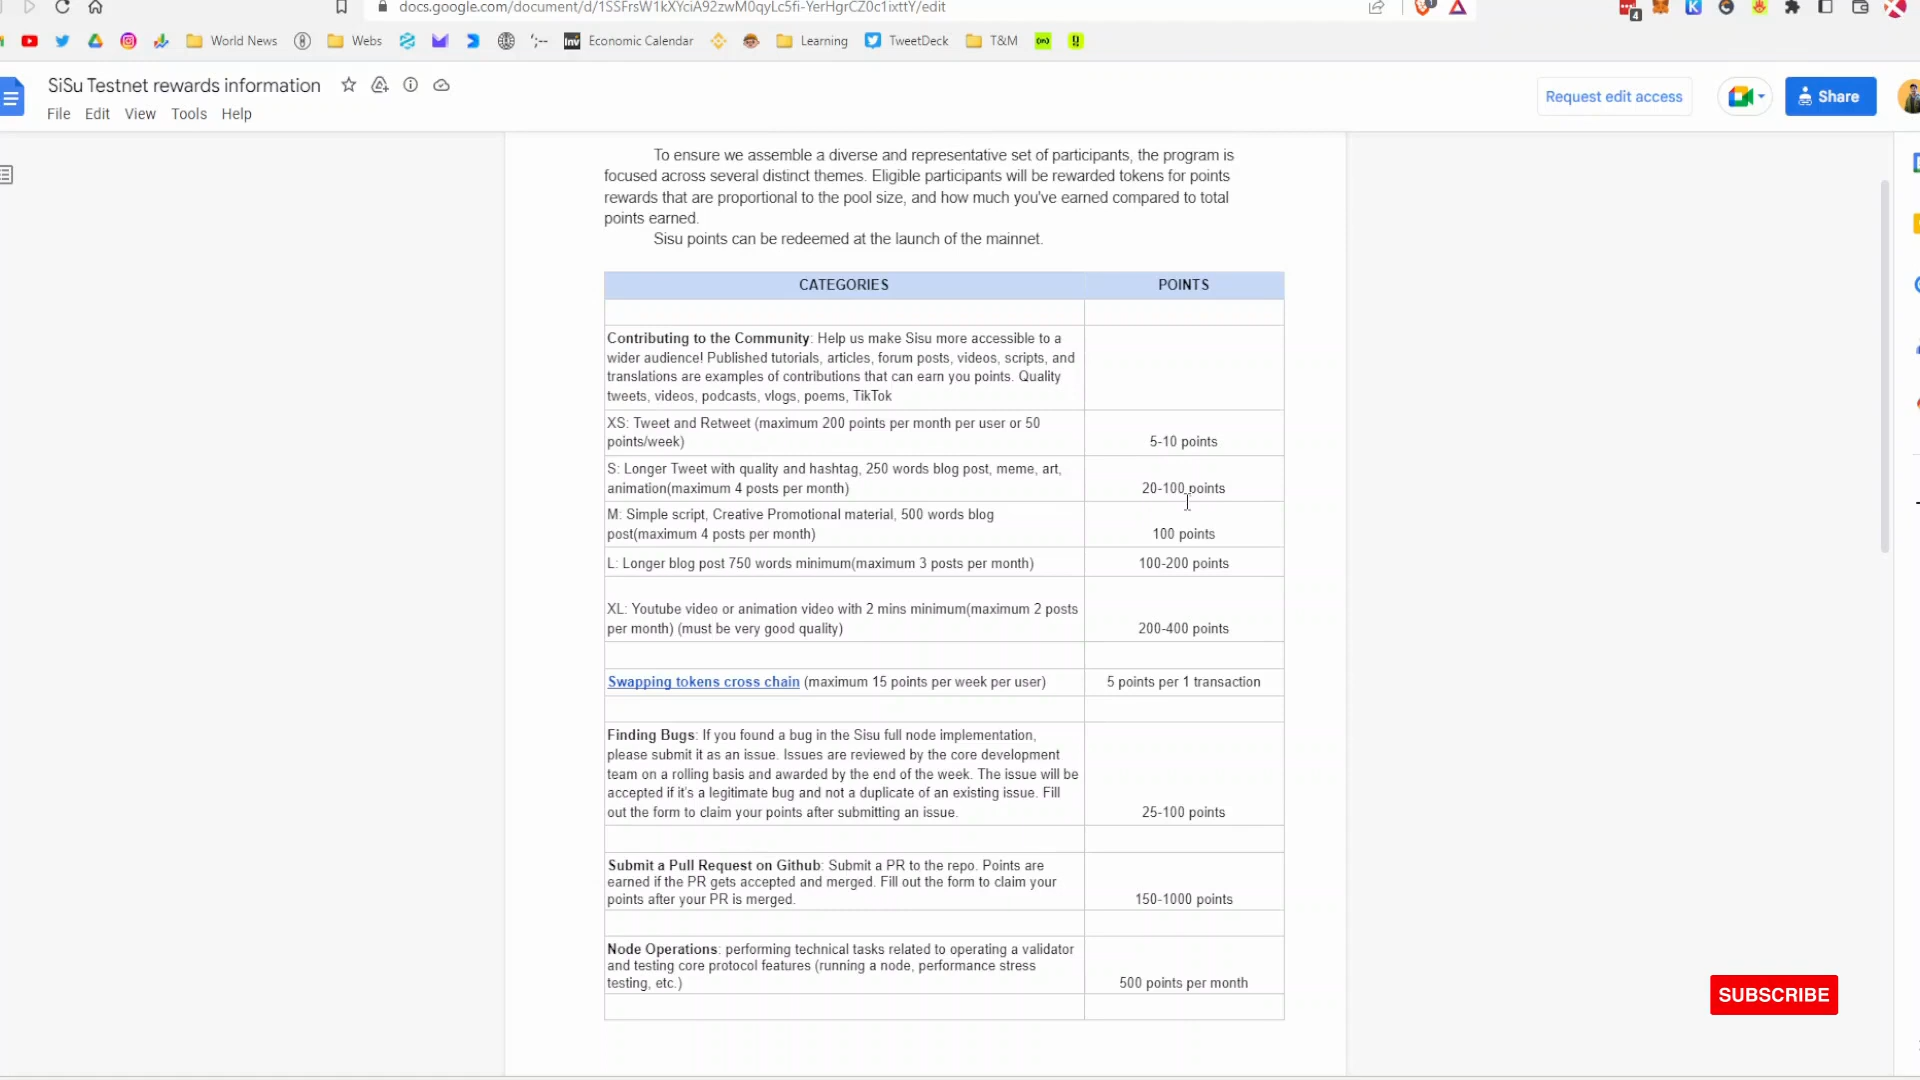 docs.google.com/document/d/1SSFrsW1kXYciA92zwM0qyLc5fi-YerHgrCZ0c1ixttY/edit
4
World News
Webs
inv Economic Calendar
Learning
TweetDeck
T&M
SiSu Testnet rewards information
Request edit access
Share
File Edit View Tools Help
To ensure we assemble a diverse and representative set of participants, the program is
focused across several distinct themes. Eligible participants will be rewarded tokens for points
rewards that are proportional to the pool size, and how much you've earned compared to total
points earned.
Sisu points can be redeemed at the launch of the mainnet.
CATEGORIES POINTS
Contributing to the Community: Help us make Sisu more accessible to a
wider audience! Published tutorials, articles, forum posts, videos, scripts, and
translations are examples of contributions that can earn you points. Quality
tweets, videos, podcasts, vlogs, poems, TikTok
XS: Tweet and Retweet (maximum 200 points per month per user or 50
points/week) 5-10 points
S: Longer Tweet with quality and hashtag, 250 words blog post, meme, art,
animation(maximum 4 posts per month) 20-100 points
M: Simple script, Creative Promotional material, 500 words blog
post(maximum 4 posts per month) 100 points
L: Longer blog post 750 words minimum(maximum 3 posts per month) 100-200 points
XL: Youtube video or animation video with 2 mins minimum(maximum 2 posts
per month) (must be very good quality) 200-400 points
Swapping tokens cross chain (maximum 15 points per week per user) 5 points per 1 transaction
Finding Bugs: If you found a bug in the Sisu full node implementation,
please submit it as an issue. Issues are reviewed by the core development
team on a rolling basis and awarded by the end of the week. The issue will be
accepted if it's a legitimate bug and not a duplicate of an existing issue. Fill
out the form to claim your points after submitting an issue. 25-100 points
Submit a Pull Request on Github: Submit a PR to the repo. Points are
earned if the PR gets accepted and merged. Fill out the form to claim your
points after your PR is merged. 150-1000 points
Node Operations: performing technical tasks related to operating a validator
and testing core protocol features (running a node, performance stress
testing, etc.) 500 points per month
SUBSCRIBE